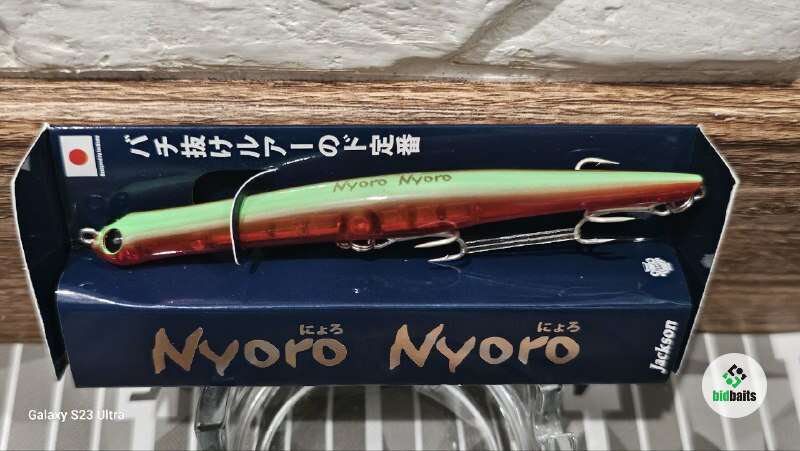 バチ抜けルアーのド定番
Nyoro Nyoro
にょろ にょろ
Nyoro Nyoro
Jackson
Galaxy S23 Ultra
bidbaits